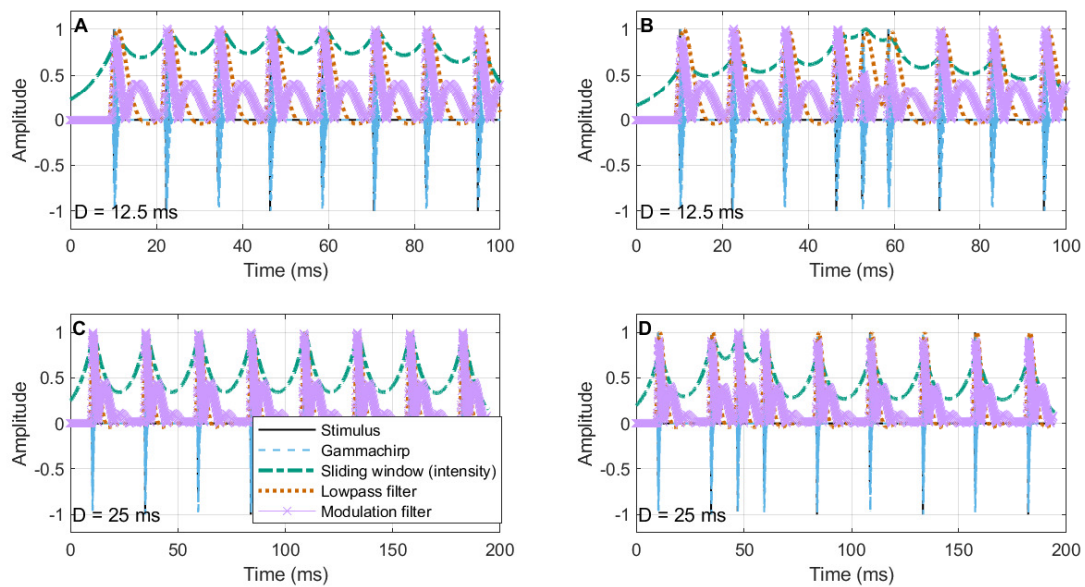 A
1
0.5
0
-0.5
-1
Amplitude
D = 12.5 ms
0 20 40 60 80 100
Time (ms)
B
1
0.5
0
-0.5
-1
Amplitude
D = 12.5 ms
0 20 40 60 80 100
Time (ms)
C
1
0.5
0
-0.5
-1
Amplitude
Stimulus
Gammachirp
Sliding window (intensity)
Lowpass filter
Modulation filter
D = 25 ms
0 50 100 150 200
Time (ms)
D
1
0.5
0
-0.5
-1
Amplitude
D = 25 ms
0 50 100 150 200
Time (ms)